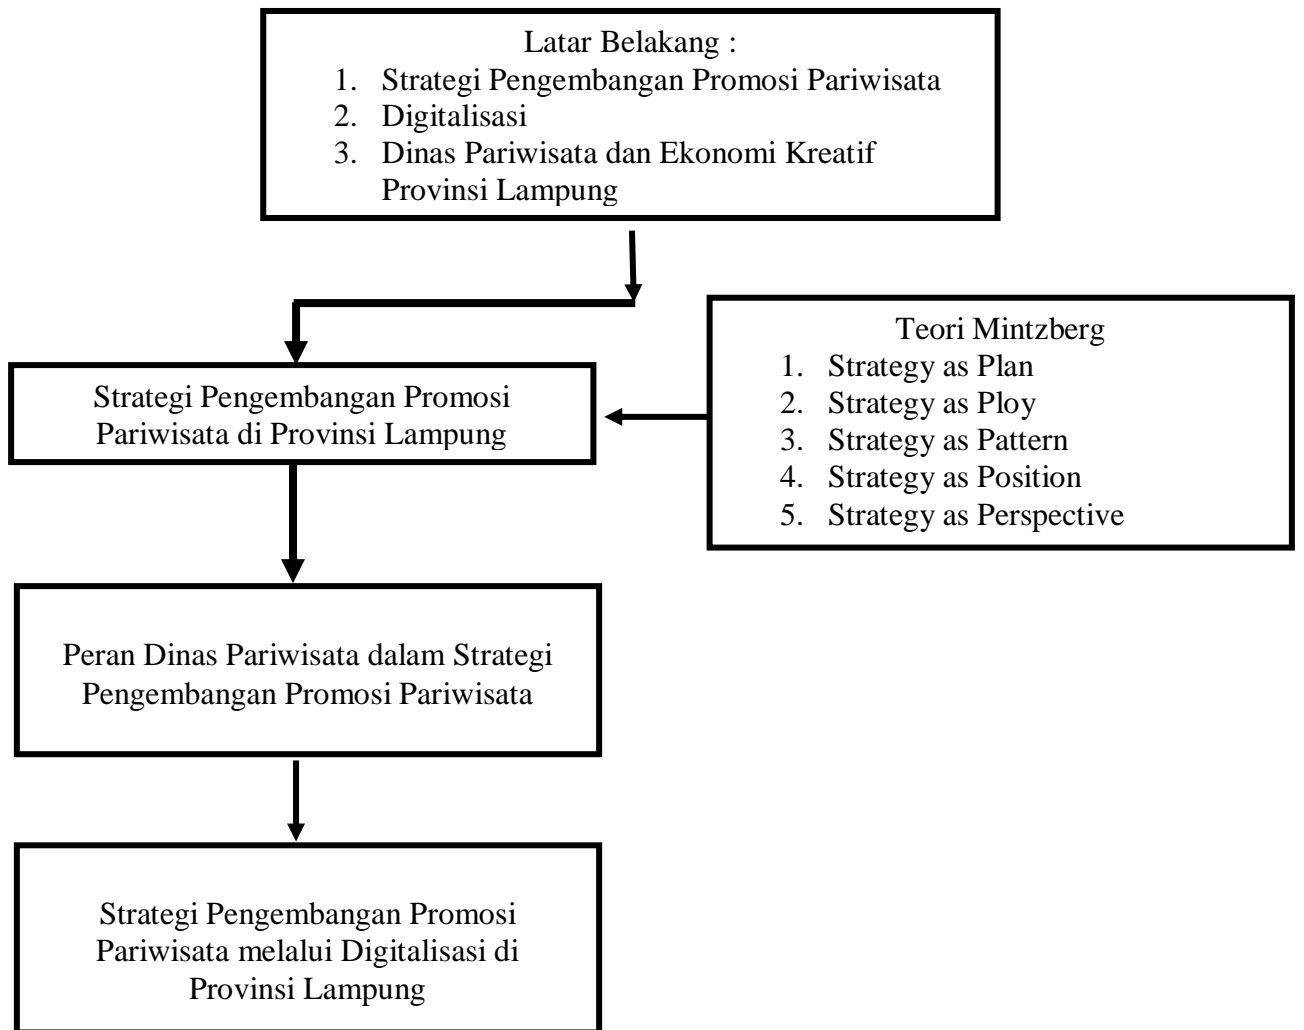 Latar Belakang :
1. Strategi Pengembangan Promosi Pariwisata
2. Digitalisasi
3. Dinas Pariwisata dan Ekonomi Kreatif
Provinsi Lampung
Teori Mintzberg
1. Strategy as Plan
2. Strategy as Ploy
3. Strategy as Pattern
4. Strategy as Position
5. Strategy as Perspective
Strategi Pengembangan Promosi
Pariwisata di Provinsi Lampung
Peran Dinas Pariwisata dalam Strategi
Pengembangan Promosi Pariwisata
Strategi Pengembangan Promosi
Pariwisata melalui Digitalisasi di
Provinsi Lampung